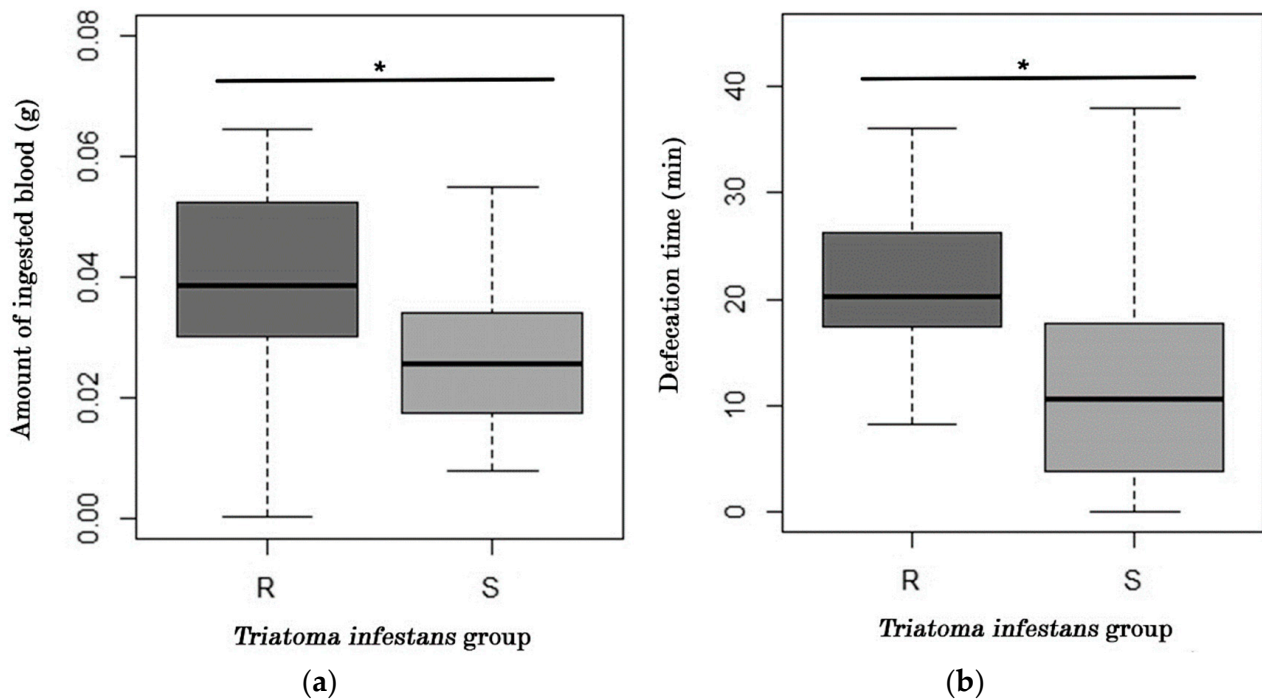 Amount of ingested blood (g)
0.08
0.06
0.04
0.02
0.00
*
R
S
Triatoma infestans group
(a)
Defecation time (min)
40
30
20
10
0
*
R
S
Triatoma infestans group
(b)